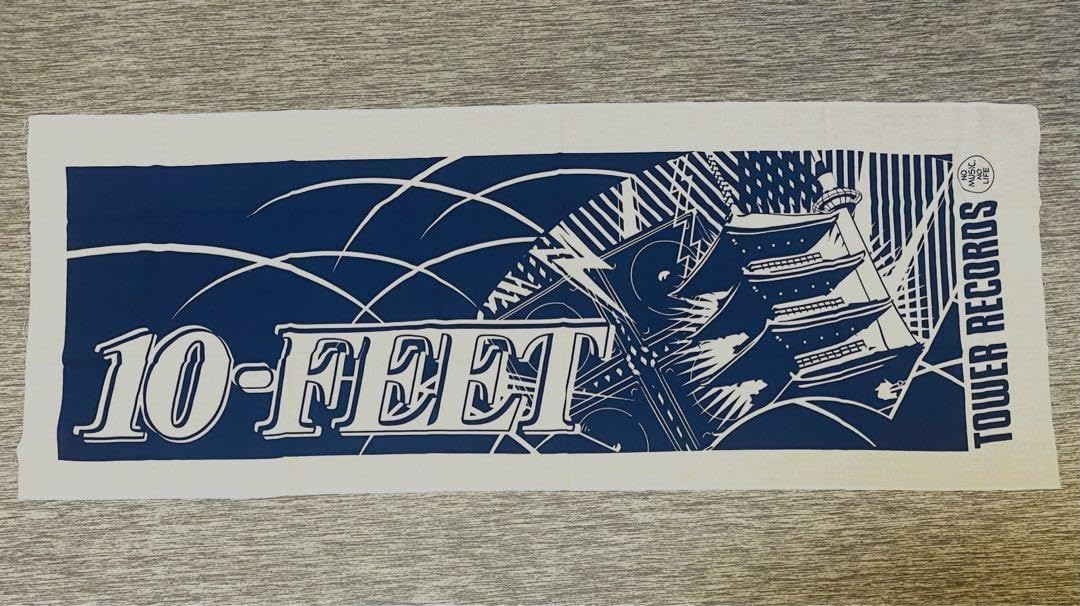 10-FEET
NO
MUSIC,
NO
LIFE
TOWER RECORDS